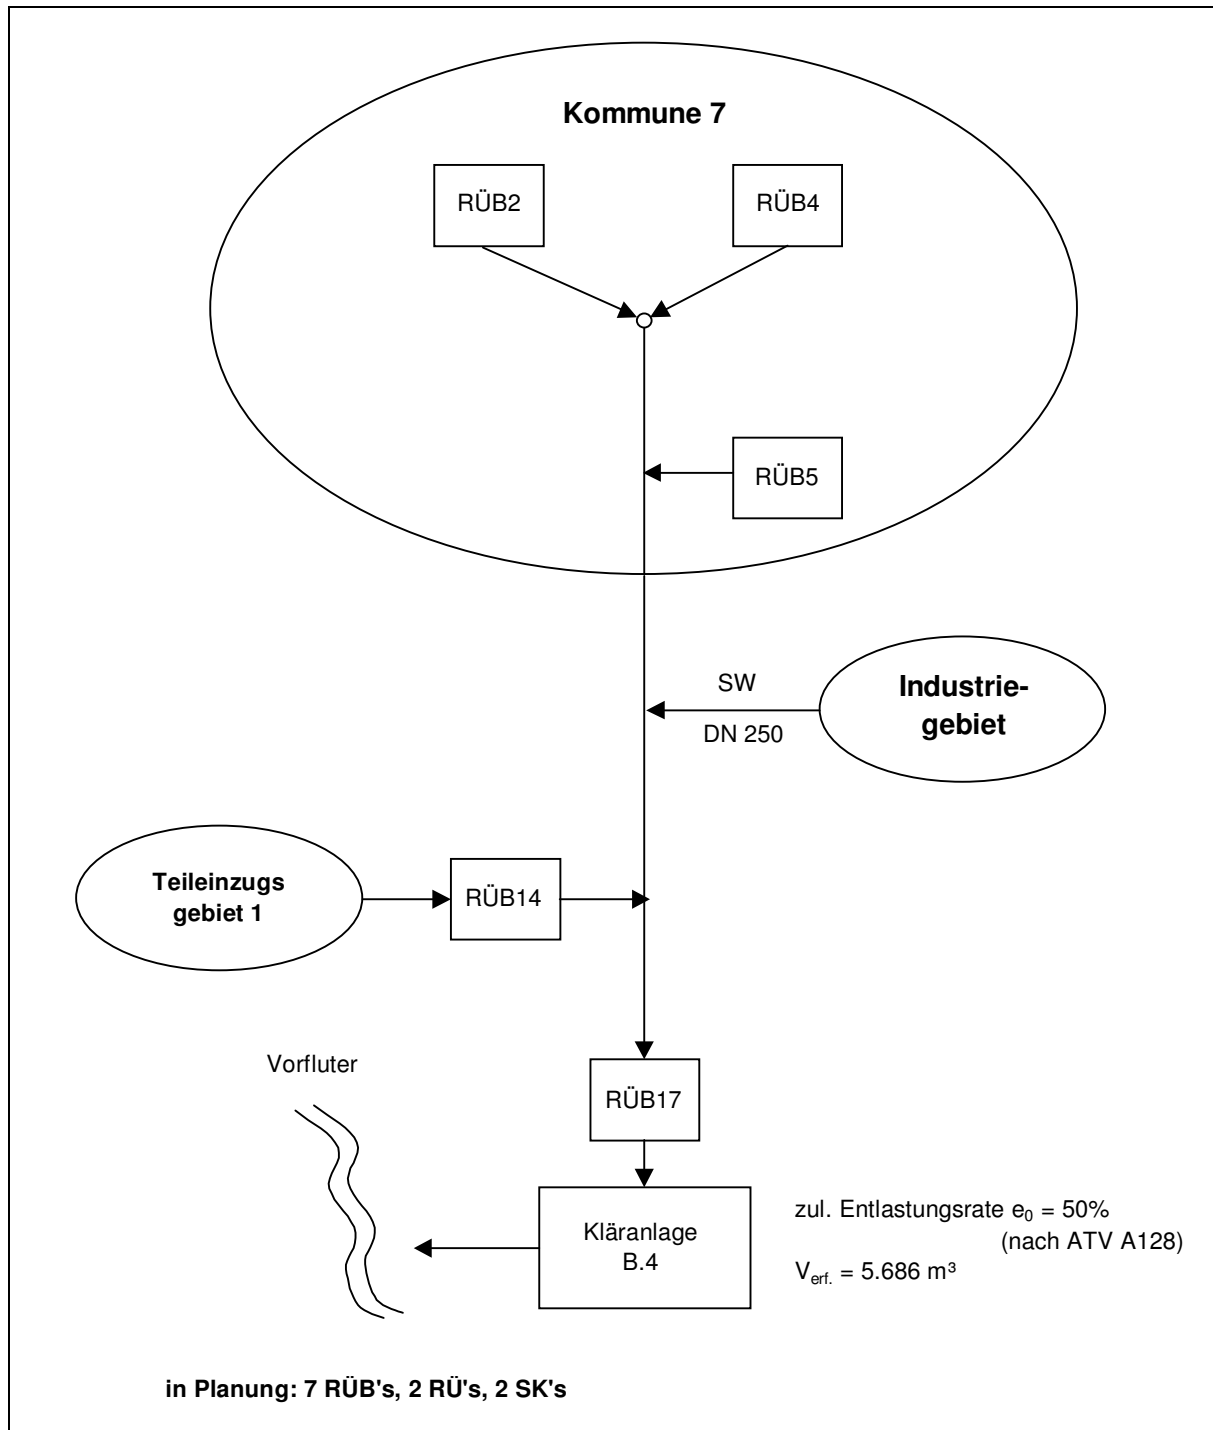 Kommune 7
RÜB2
RÜB4
RÜB5
SW
DN 250
Industrie-
gebiet
Teileinzugs
gebiet 1
RÜB14
Vorfluter
RÜB17
Kläranlage
B.4
zul. Entlastungsrate e₀ = 50%
(nach ATV A128)
Verf. = 5.686 m³
in Planung: 7 RÜB's, 2 RÜ's, 2 SK's